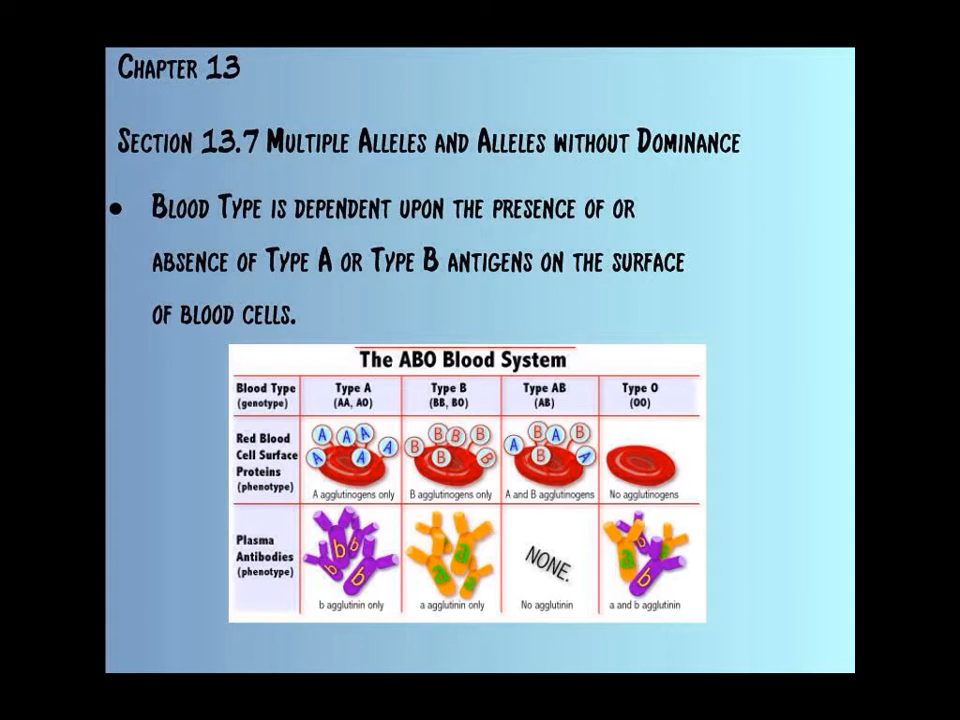 Chapter 13
Section 13.7 Multiple Alleles and Alleles without Dominance
• Blood Type is dependent upon the presence of or
absence of Type A or Type B antigens on the surface
of blood cells.
The ABO Blood System
Blood Type (genotype) Type A (AA, AO) Type B (BB, BO) Type AB (AB) Type O (OO)
Red Blood Cell Surface Proteins (phenotype)
A A A A A A
B B B B B B
B A B A B A
A agglutinogens only B agglutinogens only A and B agglutinogens No agglutinogens
Plasma Antibodies (phenotype)
b b b b
a a a
NONE.
b a a b
b agglutinin only a agglutinin only No agglutinin a and b agglutinin